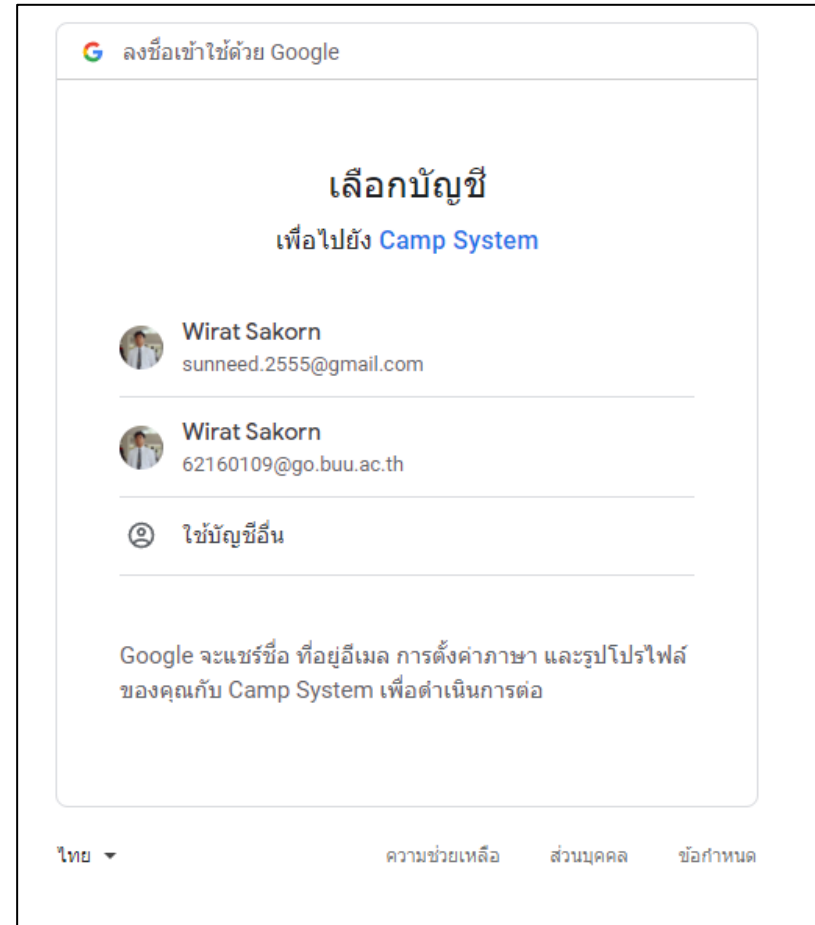 ลงชื่อเข้าใช้ด้วย Google
เลือกบัญชี
เพื่อไปยัง Camp System
Wirat Sakorn
sunneed.2555@gmail.com
Wirat Sakorn
62160109@go.buu.ac.th
ใช้บัญชีอื่น
Google จะแชร์ชื่อ ที่อยู่อีเมล การตั้งค่าภาษา และรูปโปรไฟล์
ของคุณกับ Camp System เพื่อดำเนินการต่อ
ไทย ความช่วยเหลือ ส่วนบุคคล ข้อกำหนด